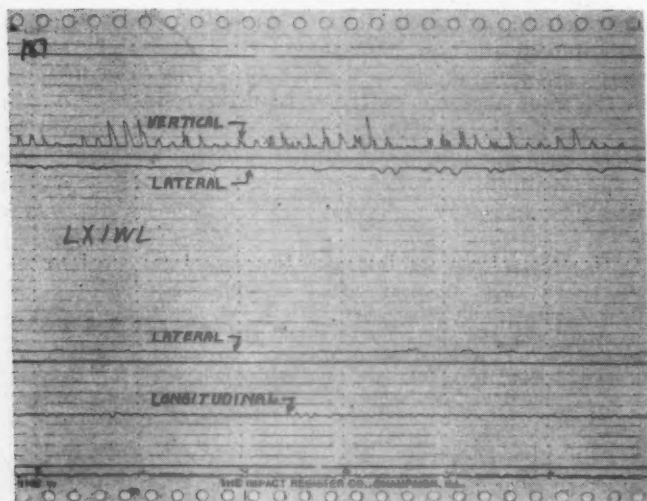 VERTICAL
LATERAL
LX1WL
LATERAL
LONGITUDINAL
THE IMPACT REGISTER CO., CHAMPAIGN, ILL.